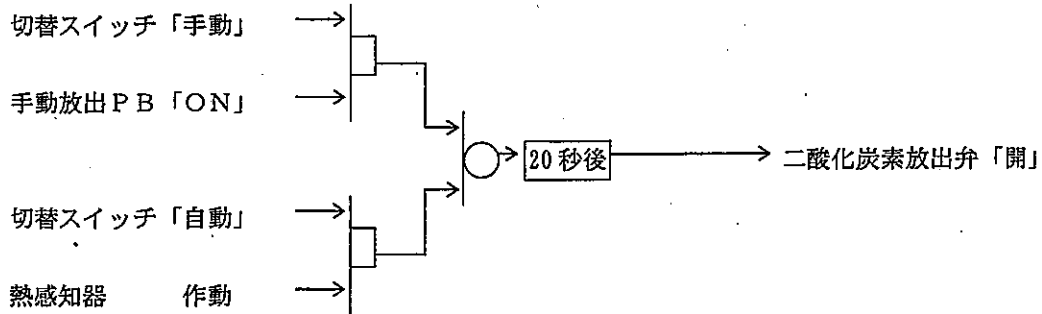 切替スイッチ「手動」
手動放出PB「ON」
20秒後
二酸化炭素放出弁「開」
切替スイッチ「自動」
熱感知器 作動